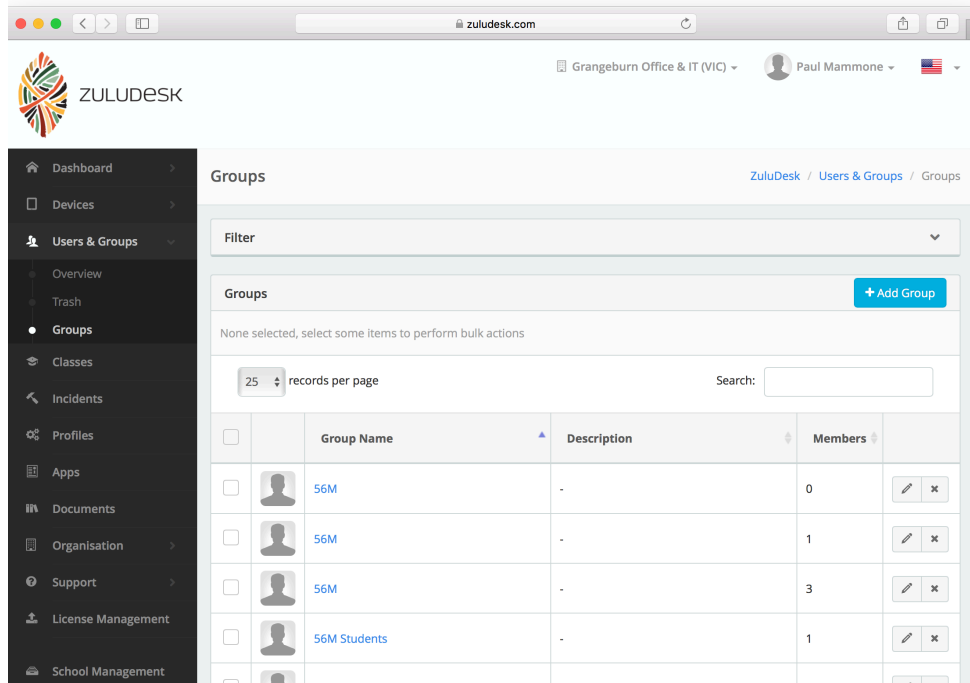 zuludesk.com
Grangeburn Office & IT (VIC)
Paul Mammone
ZULUDESK
Dashboard
Devices
Users & Groups
Overview
Trash
Groups
Classes
Incidents
Profiles
Apps
Documents
Organisation
Support
License Management
School Management
Groups
ZuluDesk / Users & Groups / Groups
Filter
Groups
+ Add Group
None selected, select some items to perform bulk actions
25 records per page
Search:
Group Name Description Members
56M - 0
56M - 1
56M - 3
56M Students - 1